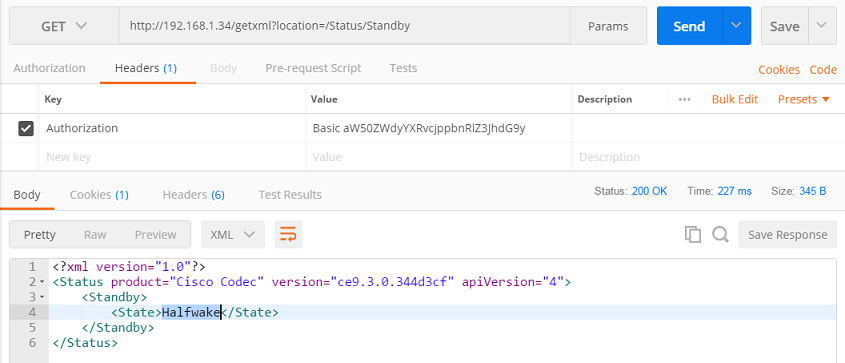 GET http://192.168.1.34/getxml?location=/Status/Standby Params Send Save
Authorization Headers (1) Body Pre-request Script Tests Cookies Code
Key Value Description ••• Bulk Edit Presets
Authorization Basic aW50ZWdyYXRvcjppbnRlZ3JhdG9y
New key Value Description
Body Cookies (1) Headers (6) Test Results Status: 200 OK Time: 227 ms Size: 345 B
Pretty Raw Preview XML Save Response
1 <?xml version="1.0"?>
2 <Status product="Cisco Codec" version="ce9.3.0.344d3cf" apiVersion="4">
3 <Standby>
4 <State>Halfwake</State>
5 </Standby>
6 </Status>